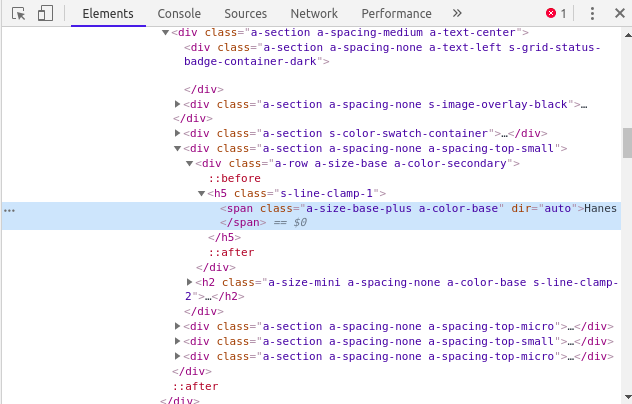 Elements Console Sources Network Performance » 1
▼<div class="a-section a-spacing-medium a-text-center">
<div class="a-section a-spacing-none a-text-left s-grid-status-
badge-container-dark">
</div>
▶<div class="a-section a-spacing-none s-image-overlay-black">…
</div>
▶<div class="a-section s-color-swatch-container">…</div>
▼<div class="a-section a-spacing-none a-spacing-top-small">
▼<div class="a-row a-size-base a-color-secondary">
::before
▼<h5 class="s-line-clamp-1">
… <span class="a-size-base-plus a-color-base" dir="auto">Hanes
</span> == $0
</h5>
::after
</div>
▶<h2 class="a-size-mini a-spacing-none a-color-base s-line-clamp-
2">…</h2>
</div>
▶<div class="a-section a-spacing-none a-spacing-top-micro">…</div>
▶<div class="a-section a-spacing-none a-spacing-top-small">…</div>
▶<div class="a-section a-spacing-none a-spacing-top-micro">…</div>
</div>
::after
</div>